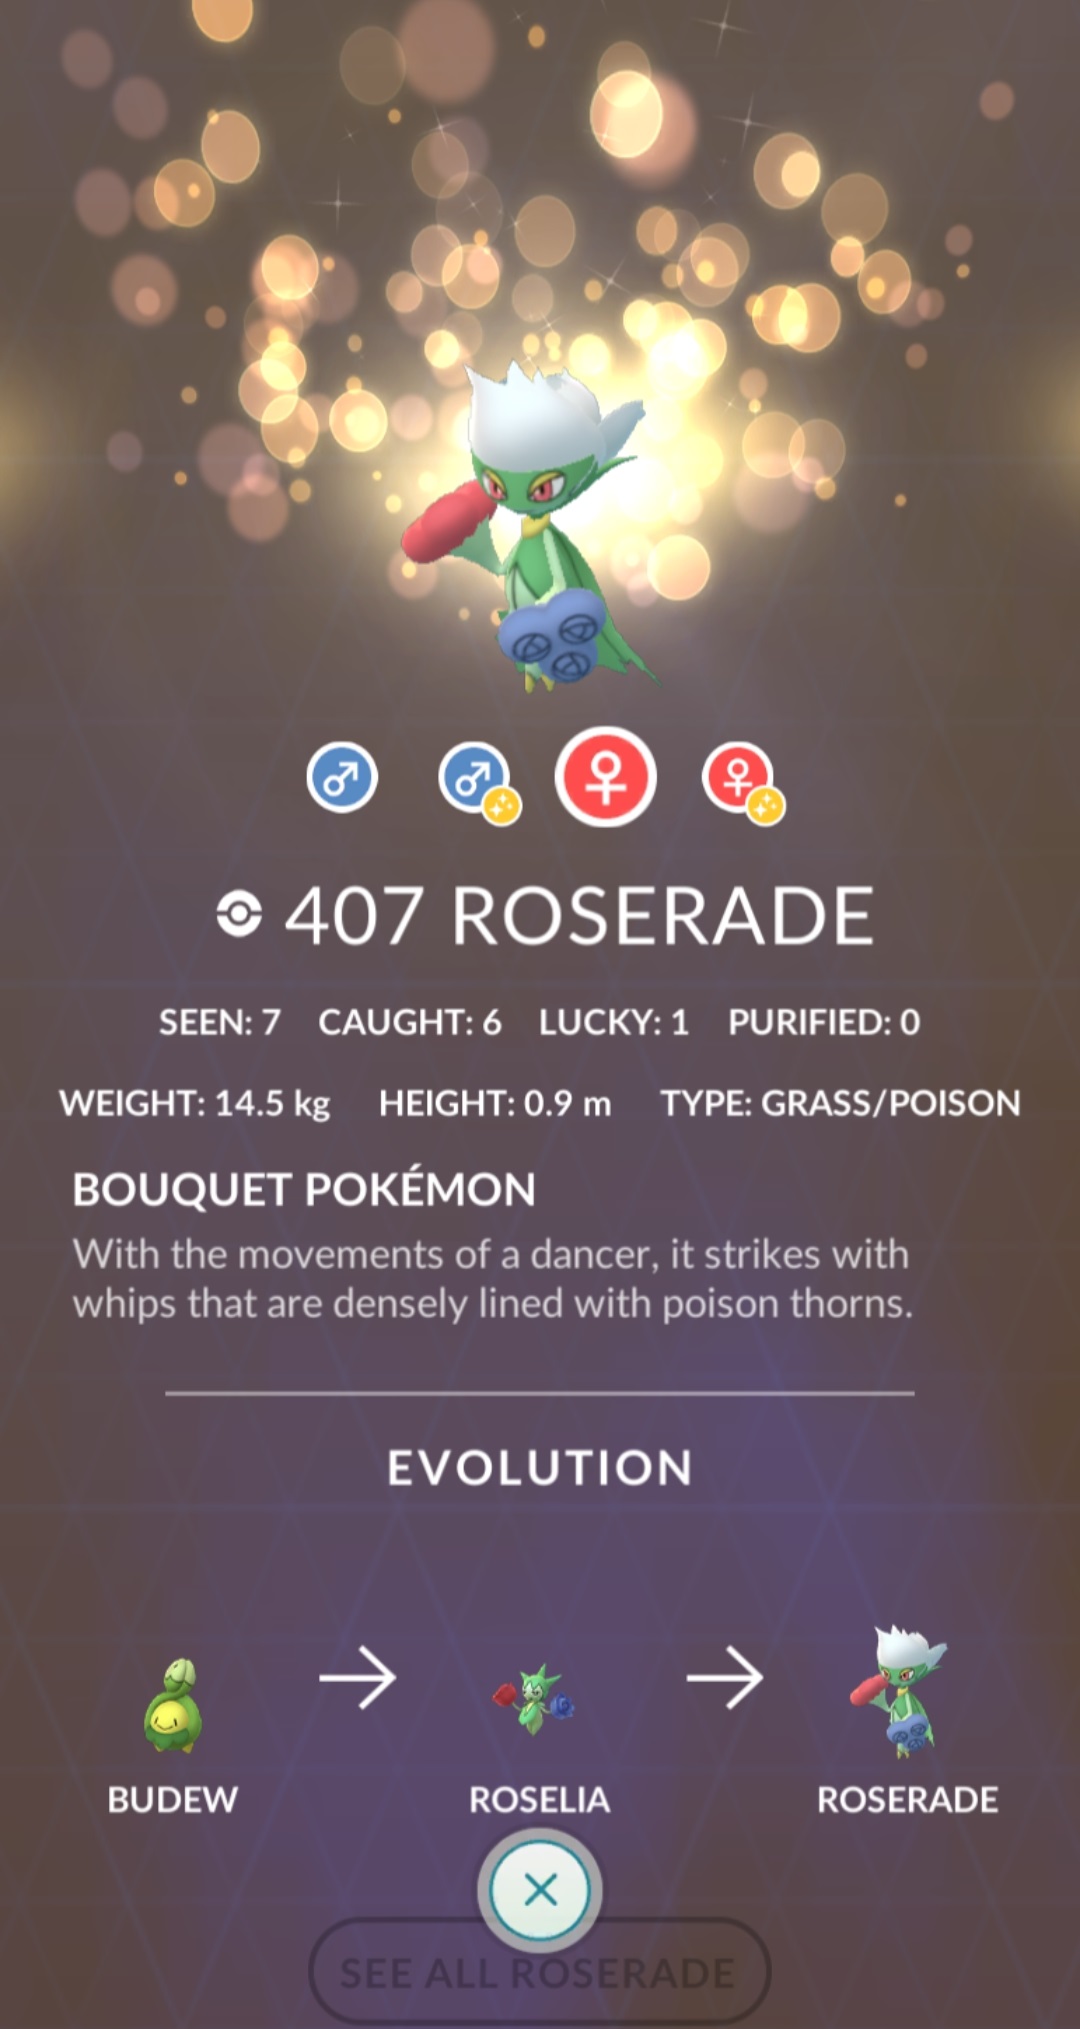 407 ROSERADE
SEEN: 7 CAUGHT: 6 LUCKY: 1 PURIFIED: 0
WEIGHT: 14.5 kg HEIGHT: 0.9 m TYPE: GRASS/POISON
BOUQUET POKÉMON
With the movements of a dancer, it strikes with
whips that are densely lined with poison thorns.
EVOLUTION
BUDEW
ROSELIA
ROSERADE
SEE ALL ROSERADE